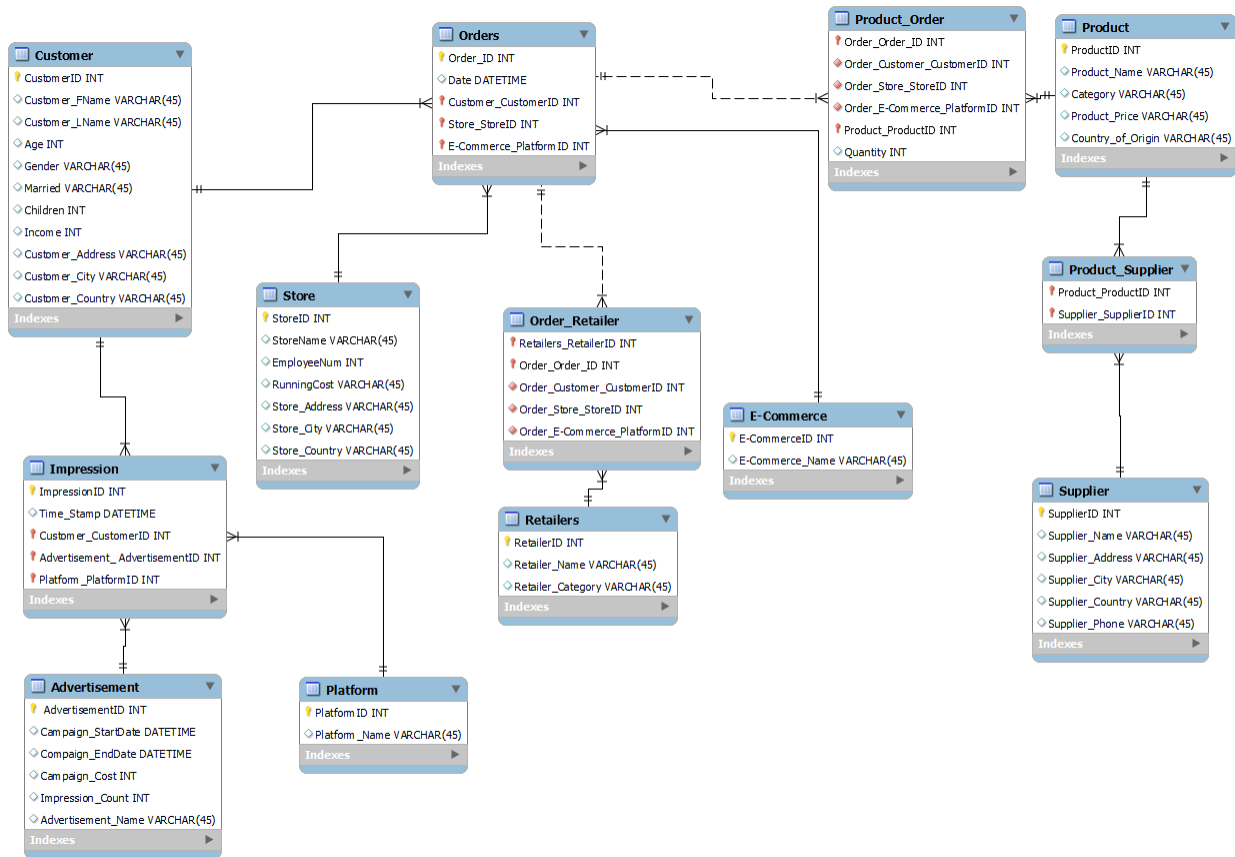 Customer
CustomerID INT
Customer_FName VARCHAR(45)
Customer_LName VARCHAR(45)
Age INT
Gender VARCHAR(45)
Married VARCHAR(45)
Children INT
Income INT
Customer_Address VARCHAR(45)
Customer_City VARCHAR(45)
Customer_Country VARCHAR(45)
Indexes
Orders
Order_ID INT
Date DATETIME
Customer_CustomerID INT
Store_StoreID INT
E-Commerce_PlatformID INT
Indexes
Product_Order
Order_Order_ID INT
Order_Customer_CustomerID INT
Order_Store_StoreID INT
Order_E-Commerce_PlatformID INT
Product_ProductID INT
Quantity INT
Indexes
Product
ProductID INT
Product_Name VARCHAR(45)
Category VARCHAR(45)
Product_Price VARCHAR(45)
Country_of_Origin VARCHAR(45)
Indexes
Store
StoreID INT
StoreName VARCHAR(45)
EmployeeNum INT
RunningCost VARCHAR(45)
Store_Address VARCHAR(45)
Store_City VARCHAR(45)
Store_Country VARCHAR(45)
Indexes
Order_Retailer
Retailers_RetailerID INT
Order_Order_ID INT
Order_Customer_CustomerID INT
Order_Store_StoreID INT
Order_E-Commerce_PlatformID INT
Indexes
Product_Supplier
Product_ProductID INT
Supplier_SupplierID INT
Indexes
E-Commerce
E-CommerceID INT
E-Commerce_Name VARCHAR(45)
Indexes
Impression
ImpressionID INT
Time_Stamp DATETIME
Customer_CustomerID INT
Advertisement_ AdvertisementID INT
Platform_PlatformID INT
Indexes
Retailers
RetailerID INT
Retailer_Name VARCHAR(45)
Retailer_Category VARCHAR(45)
Indexes
Supplier
SupplierID INT
Supplier_Name VARCHAR(45)
Supplier_Address VARCHAR(45)
Supplier_City VARCHAR(45)
Supplier_Country VARCHAR(45)
Supplier_Phone VARCHAR(45)
Indexes
Advertisement
AdvertisementID INT
Campaign_StartDate DATETIME
Compaign_EndDate DATETIME
Campaign_Cost INT
Impression_Count INT
Advertisement_Name VARCHAR(45)
Indexes
Platform
PlatformID INT
Platform_Name VARCHAR(45)
Indexes